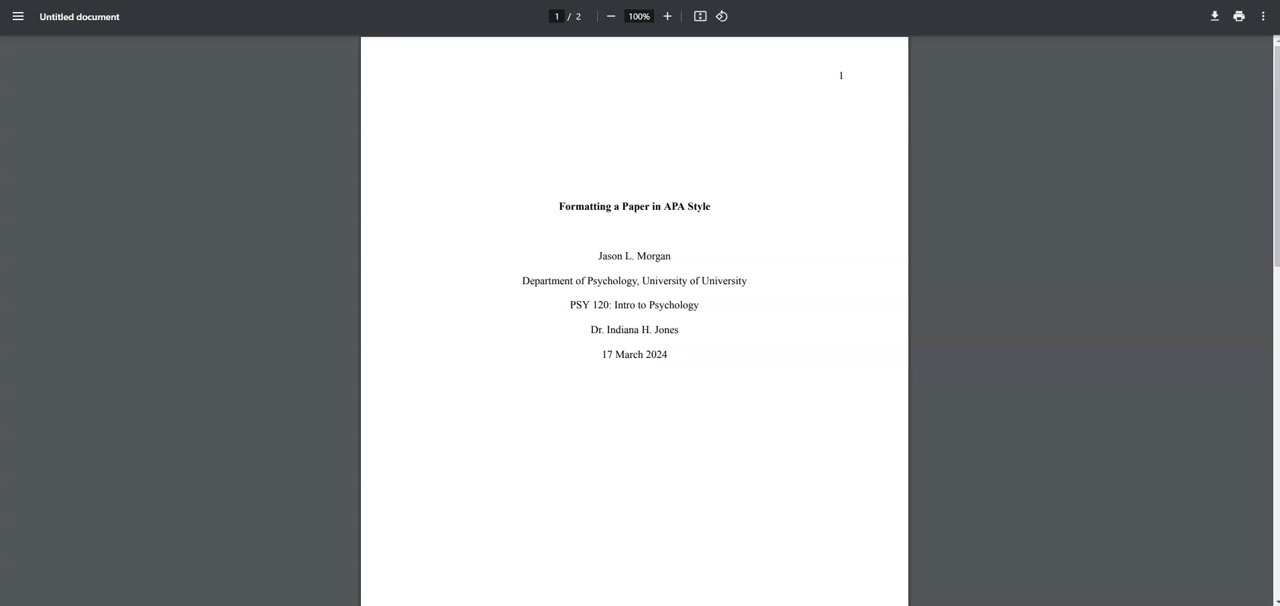 Untitled document
1 / 2
100%
1
Formatting a Paper in APA Style
Jason L. Morgan
Department of Psychology, University of University
PSY 120: Intro to Psychology
Dr. Indiana H. Jones
17 March 2024